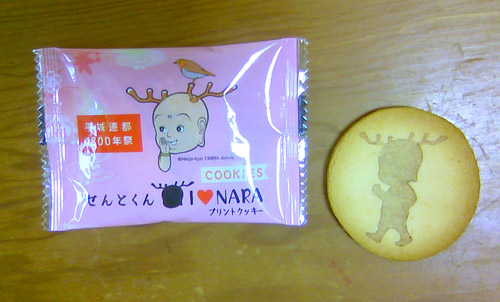 平城遷都
1300年祭
©Heijo-kyo 1300th Anniv.
COOKIES
せんとくん I♥NARA
プリントクッキー